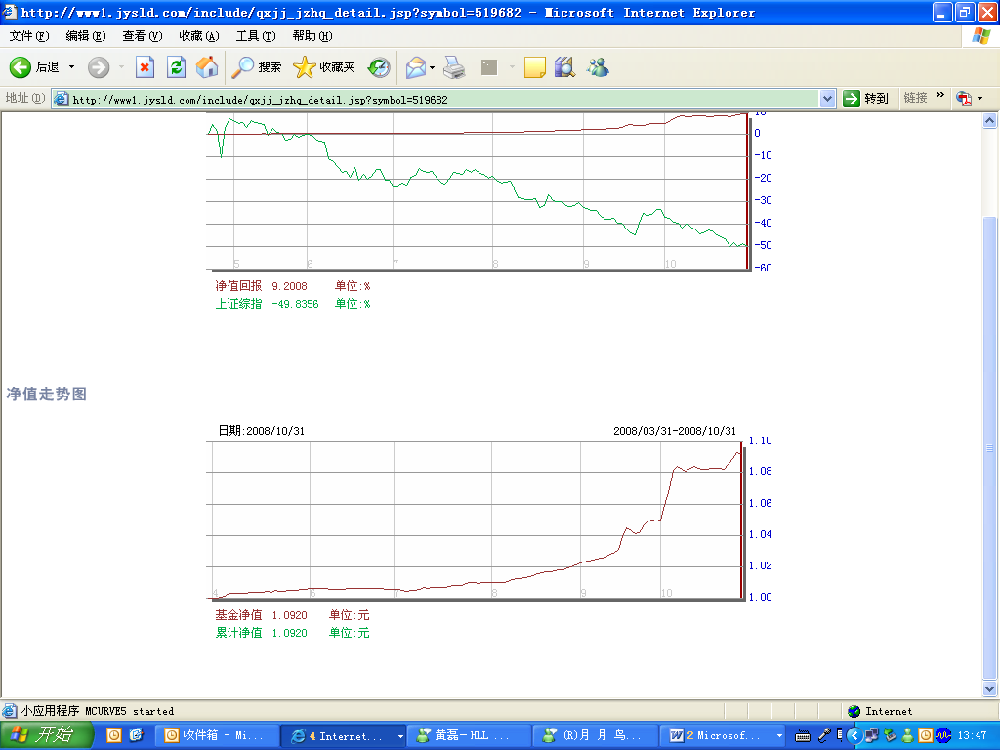 http://www1.jysld.com/include/qxjj_jzhq_detail.jsp?symbol=519682 - Microsoft Internet Explorer
文件(F) 编辑(E) 查看(V) 收藏(A) 工具(T) 帮助(H)
后退 搜索 收藏夹
地址(D) http://www1.jysld.com/include/qxjj_jzhq_detail.jsp?symbol=519682 转到 链接 »
10
0
-10
-20
-30
-40
-50
-60
5 6 7 8 9 10
净值回报 9.2008 单位:%
上证综指 -49.8356 单位:%
净值走势图
日期:2008/10/31 2008/03/31-2008/10/31
1.10
1.08
1.06
1.04
1.02
1.00
4 6 7 8 9 10
基金净值 1.0920 单位:元
累计净值 1.0920 单位:元
小应用程序 MCURVE5 started Internet
开始 收件箱 - Mi... 4 Internet... 黄磊-HLL ... (R)月 月 鸟... 2 Microsof... 13:47